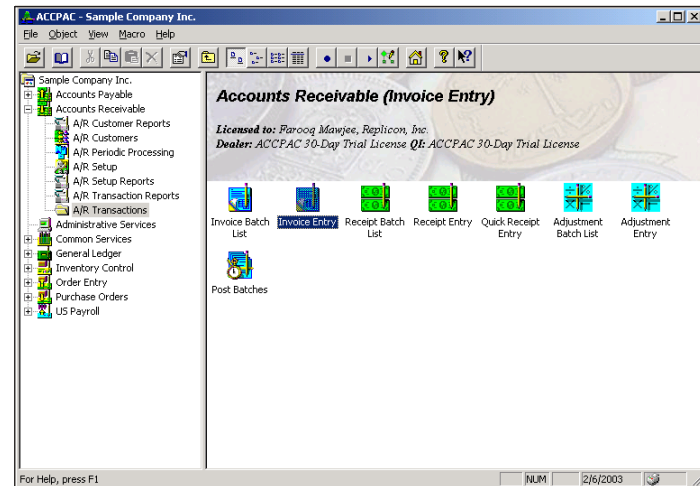 ACCPAC - Sample Company Inc.
File Object View Macro Help
Sample Company Inc.
Accounts Payable
Accounts Receivable
A/R Customer Reports
A/R Customers
A/R Periodic Processing
A/R Setup
A/R Setup Reports
A/R Transaction Reports
A/R Transactions
Administrative Services
Common Services
General Ledger
Inventory Control
Order Entry
Purchase Orders
US Payroll
Accounts Receivable (Invoice Entry)
Licensed to: Farooq Mawjee, Replicon, Inc.
Dealer: ACCPAC 30-Day Trial License QI: ACCPAC 30-Day Trial License
Invoice Batch List
Invoice Entry
Receipt Batch List
Receipt Entry
Quick Receipt Entry
Adjustment Batch List
Adjustment Entry
Post Batches
For Help, press F1
NUM
2/6/2003